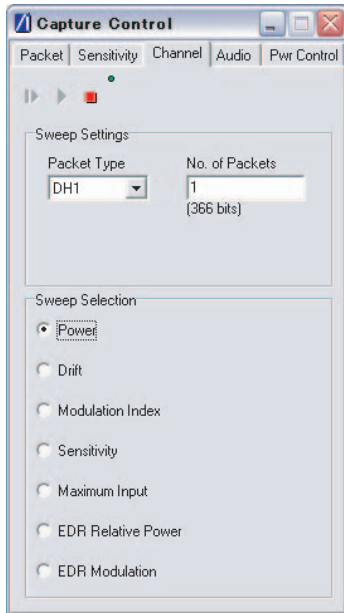 Capture Control
Packet Sensitivity Channel Audio Pwr Control
Sweep Settings
Packet Type No. of Packets
DH1 1
(366 bits)
Sweep Selection
Power
Drift
Modulation Index
Sensitivity
Maximum Input
EDR Relative Power
EDR Modulation